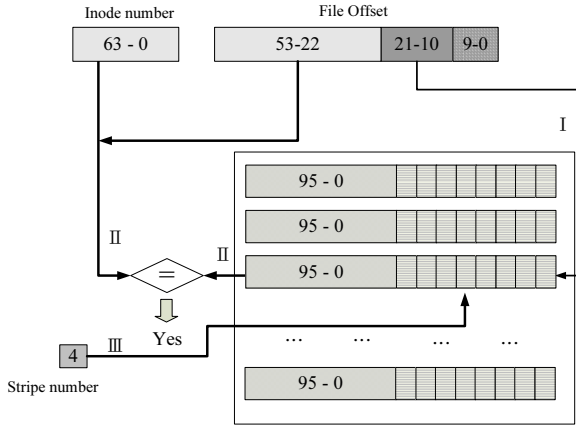 Inode number
File Offset
63 - 0
53-22
21-10
9-0
Ⅰ
95 - 0
95 - 0
Ⅱ
Ⅱ
=
95 - 0
Yes
... ... ... ...
4
Ⅲ
Stripe number
95 - 0